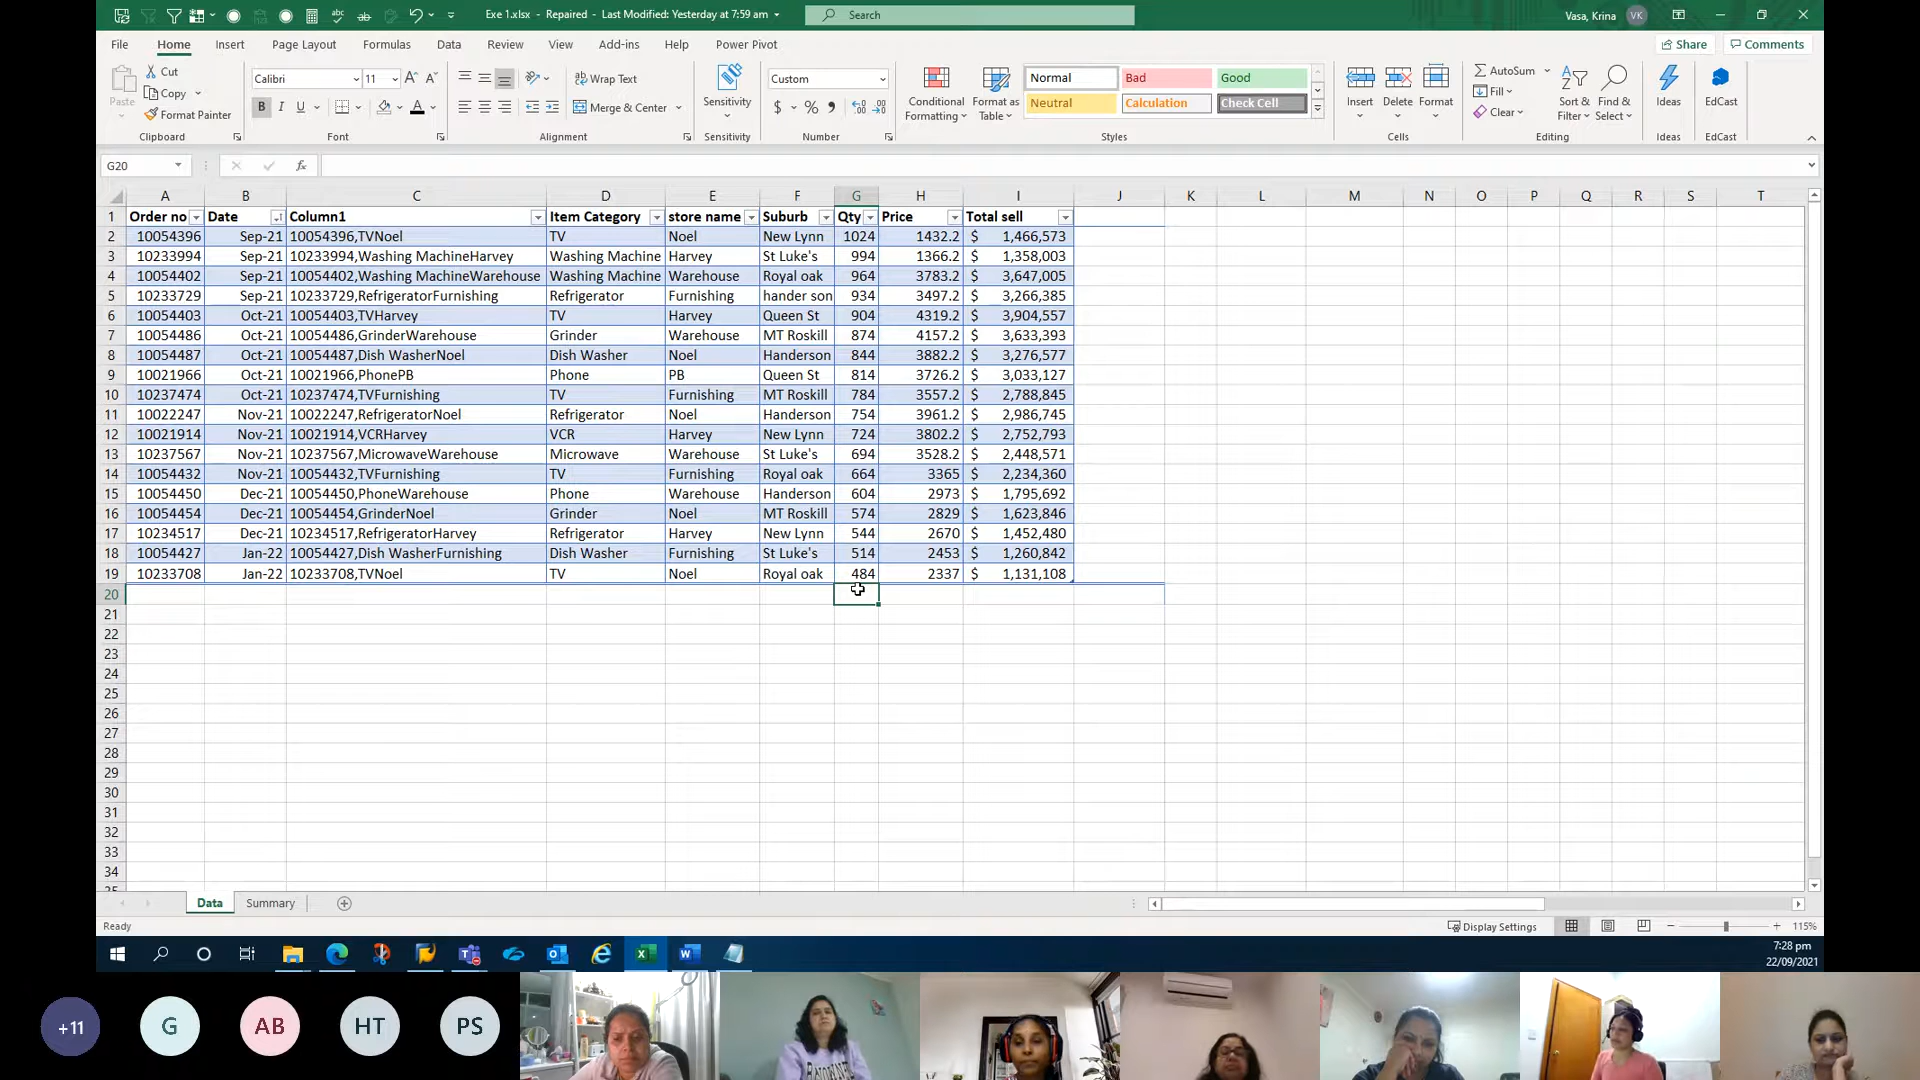 Exe 1.xlsx - Repaired - Last Modified: Yesterday at 7:59 am
Search
Vasa, Krina VK
File Home Insert Page Layout Formulas Data Review View Add-ins Help Power Pivot
Share Comments
Paste
Cut
Copy
Format Painter
Clipboard
Calibri 11
B I U
Font
Wrap Text
Merge & Center
Alignment
Sensitivity
Sensitivity
Custom
$ % ,
Number
Conditional Formatting
Format as Table
Normal Bad Good
Neutral Calculation Check Cell
Styles
Insert Delete Format
Cells
AutoSum
Fill
Clear
Sort & Filter
Find & Select
Editing
Ideas
Ideas
EdCast
EdCast
G20
fx
A B C D E F G H I J K L M N O P Q R S T
1 Order no Date Column1 Item Category store name Suburb Qty Price Total sell
2 10054396 Sep-21 10054396,TVNoel TV Noel New Lynn 1024 1432.2 $ 1,466,573
3 10233994 Sep-21 10233994,Washing MachineHarvey Washing Machine Harvey St Luke's 994 1366.2 $ 1,358,003
4 10054402 Sep-21 10054402,Washing MachineWarehouse Washing Machine Warehouse Royal oak 964 3783.2 $ 3,647,005
5 10233729 Sep-21 10233729,RefrigeratorFurnishing Refrigerator Furnishing hander son 934 3497.2 $ 3,266,385
6 10054403 Oct-21 10054403,TVHarvey TV Harvey Queen St 904 4319.2 $ 3,904,557
7 10054486 Oct-21 10054486,GrinderWarehouse Grinder Warehouse MT Roskill 874 4157.2 $ 3,633,393
8 10054487 Oct-21 10054487,Dish WasherNoel Dish Washer Noel Handerson 844 3882.2 $ 3,276,577
9 10021966 Oct-21 10021966,PhonePB Phone PB Queen St 814 3726.2 $ 3,033,127
10 10237474 Oct-21 10237474,TVFurnishing TV Furnishing MT Roskill 784 3557.2 $ 2,788,845
11 10022247 Nov-21 10022247,RefrigeratorNoel Refrigerator Noel Handerson 754 3961.2 $ 2,986,745
12 10021914 Nov-21 10021914,VCRHarvey VCR Harvey New Lynn 724 3802.2 $ 2,752,793
13 10237567 Nov-21 10237567,MicrowaveWarehouse Microwave Warehouse St Luke's 694 3528.2 $ 2,448,571
14 10054432 Nov-21 10054432,TVFurnishing TV Furnishing Royal oak 664 3365 $ 2,234,360
15 10054450 Dec-21 10054450,PhoneWarehouse Phone Warehouse Handerson 604 2973 $ 1,795,692
16 10054454 Dec-21 10054454,GrinderNoel Grinder Noel MT Roskill 574 2829 $ 1,623,846
17 10234517 Dec-21 10234517,RefrigeratorHarvey Refrigerator Harvey New Lynn 544 2670 $ 1,452,480
18 10054427 Jan-22 10054427,Dish WasherFurnishing Dish Washer Furnishing St Luke's 514 2453 $ 1,260,842
19 10233708 Jan-22 10233708,TVNoel TV Noel Royal oak 484 2337 $ 1,131,108
20
21
22
23
24
25
26
27
28
29
30
31
32
33
34
Data Summary
Ready
Display Settings
115%
7:28 pm
22/09/2021
+11 G AB HT PS